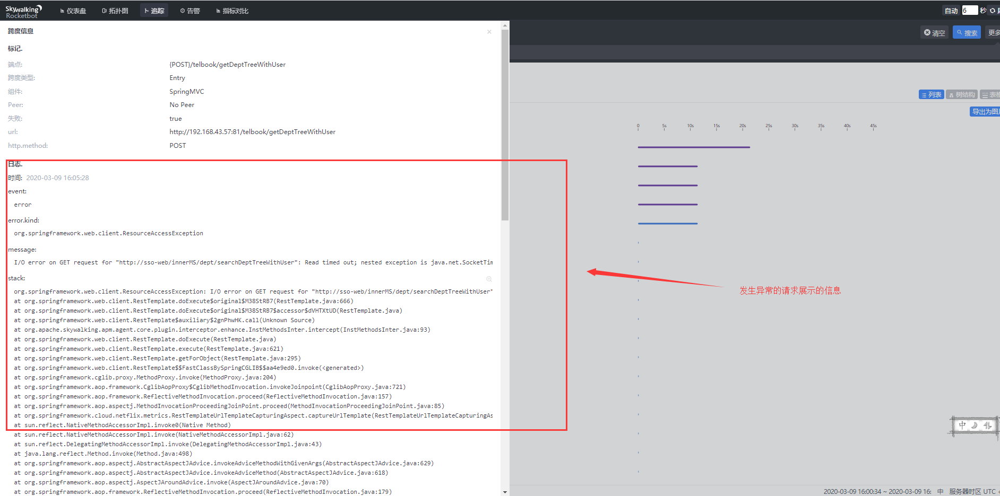 Skywalking
Rocketbot
仪表盘
拓扑图
追踪
告警
指标对比
自动 6 秒
清空
搜索
跨度信息
标记.
端点: {POST}/telbook/getDeptTreeWithUser
跨度类型: Entry
组件: SpringMVC
Peer: No Peer
失败: true
url: http://192.168.43.57:81/telbook/getDeptTreeWithUser
http.method: POST
日志.
时间: 2020-03-09 16:05:28
event:
error
error.kind:
org.springframework.web.client.ResourceAccessException
message:
I/O error on GET request for "http://sso-web/innerMS/dept/searchDeptTreeWithUser": Read timed out; nested exception is java.net.SocketTim
stack:
org.springframework.web.client.ResourceAccessException: I/O error on GET request for "http://sso-web/innerMS/dept/searchDeptTreeWithUser"
at org.springframework.web.client.RestTemplate.doExecute$original$M38StRB7(RestTemplate.java:666)
at org.springframework.web.client.RestTemplate.doExecute$original$M38StRB7$accessor$dVHTXtUD(RestTemplate.java)
at org.springframework.web.client.RestTemplate$auxiliary$2gnPhwHK.call(Unknown Source)
at org.apache.skywalking.apm.agent.core.plugin.interceptor.enhance.InstMethodsInter.intercept(InstMethodsInter.java:93)
at org.springframework.web.client.RestTemplate.doExecute(RestTemplate.java)
at org.springframework.web.client.RestTemplate.execute(RestTemplate.java:621)
at org.springframework.web.client.RestTemplate.getForObject(RestTemplate.java:295)
at org.springframework.web.client.RestTemplate$$FastClassBySpringCGLIB$$aa4e9ed0.invoke(<generated>)
at org.springframework.cglib.proxy.MethodProxy.invoke(MethodProxy.java:204)
at org.springframework.aop.framework.CglibAopProxy$CglibMethodInvocation.invokeJoinpoint(CglibAopProxy.java:721)
at org.springframework.aop.framework.ReflectiveMethodInvocation.proceed(ReflectiveMethodInvocation.java:157)
at org.springframework.aop.aspectj.MethodInvocationProceedingJoinPoint.proceed(MethodInvocationProceedingJoinPoint.java:85)
at org.springframework.cloud.netflix.metrics.RestTemplateUrlTemplateCapturingAspect.captureUrlTemplate(RestTemplateUrlTemplateCapturingAs
at sun.reflect.NativeMethodAccessorImpl.invoke0(Native Method)
at sun.reflect.NativeMethodAccessorImpl.invoke(NativeMethodAccessorImpl.java:62)
at sun.reflect.DelegatingMethodAccessorImpl.invoke(DelegatingMethodAccessorImpl.java:43)
at java.lang.reflect.Method.invoke(Method.java:498)
at org.springframework.aop.aspectj.AbstractAspectJAdvice.invokeAdviceMethodWithGivenArgs(AbstractAspectJAdvice.java:629)
at org.springframework.aop.aspectj.AbstractAspectJAdvice.invokeAdviceMethod(AbstractAspectJAdvice.java:618)
at org.springframework.aop.aspectj.AspectJAroundAdvice.invoke(AspectJAroundAdvice.java:70)
at org.springframework.aop.framework.ReflectiveMethodInvocation.proceed(ReflectiveMethodInvocation.java:179)
更多
列表 树结构 表格
导出为图片
0 5s 10s 15s 20s 25s 30s 35s 40s 45s
发生异常的请求展示的信息
中
2020-03-09 16:00:34 ~ 2020-03-09 16: 中 服务器时区 UTC +